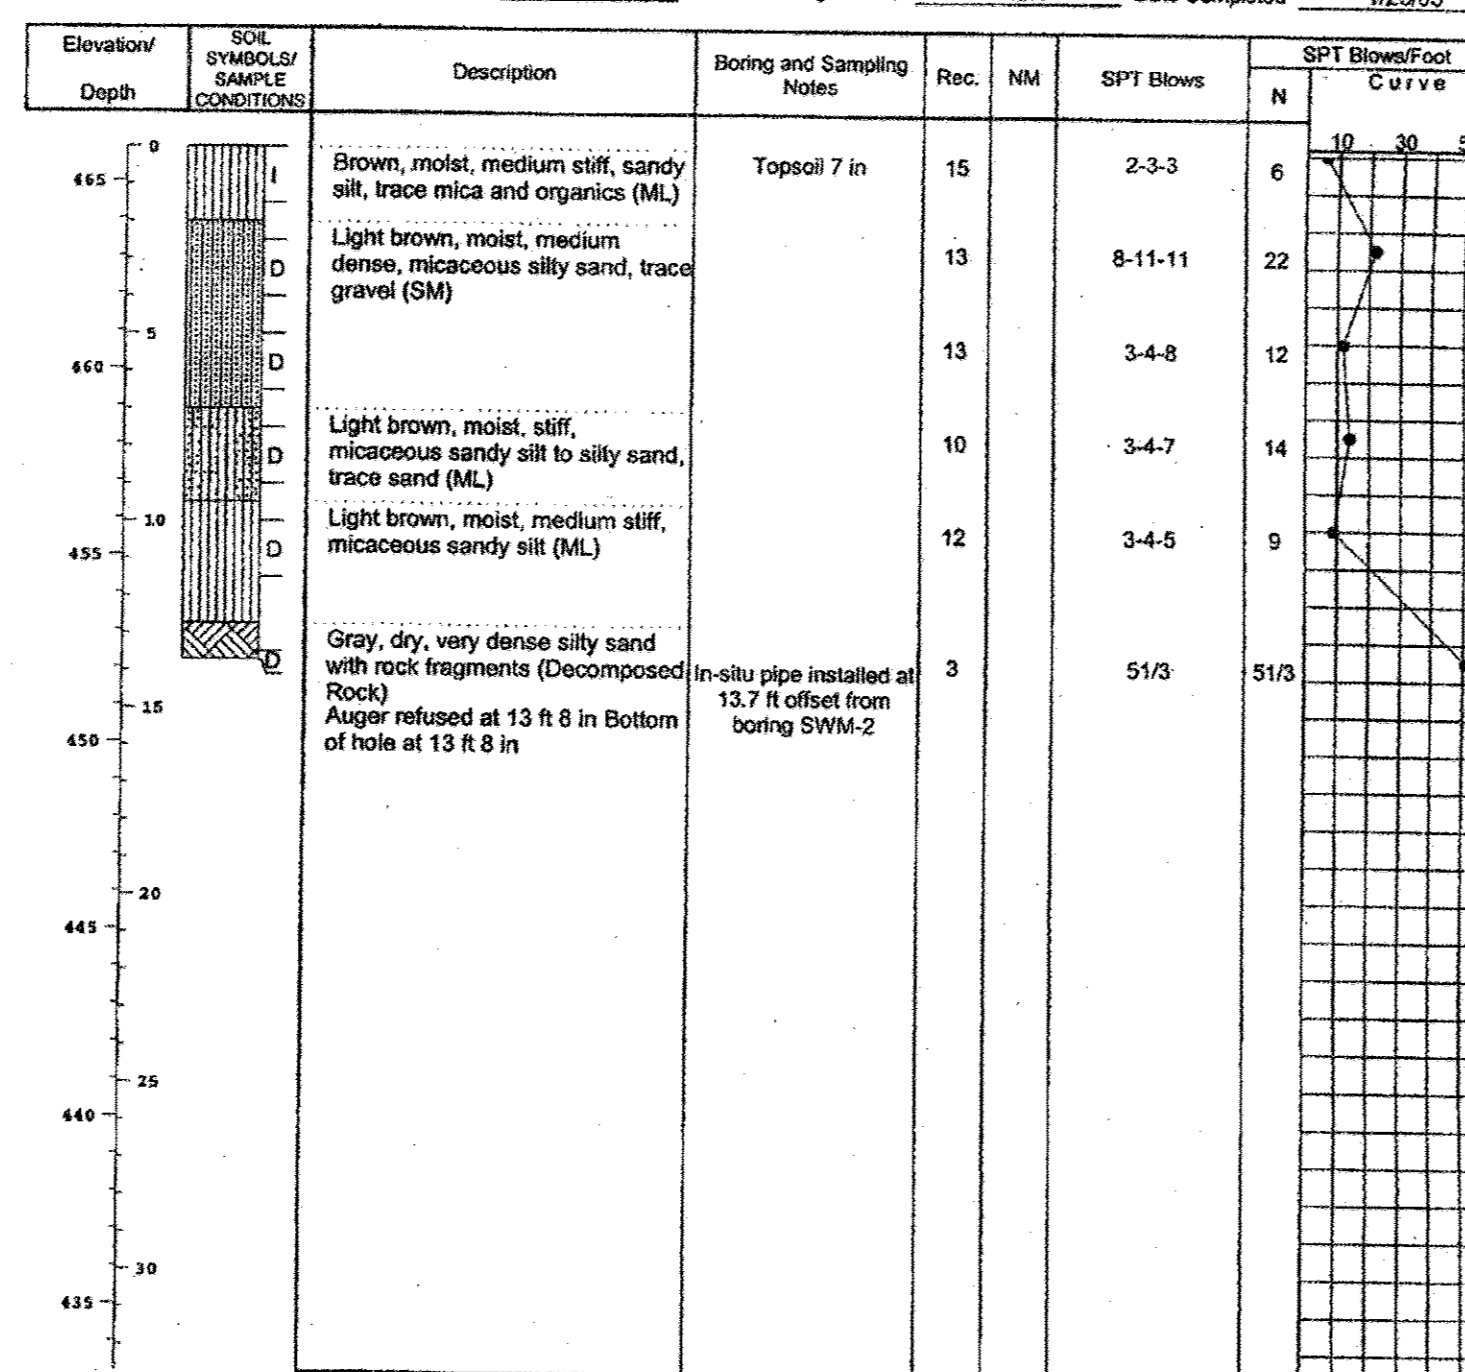 Elevation/
Depth
SOIL
SYMBOLS/
SAMPLE
CONDITIONS
Description
Boring and Sampling
Notes
Rec.
NM
SPT Blows
SPT Blows/Foot
Curve
N
10 30
0
465
I
Brown, moist, medium stiff, sandy
silt, trace mica and organics (ML)
Topsoil 7 in
15
2-3-3
6
Light brown, moist, medium
dense, micaceous silty sand, trace
gravel (SM)
D
13
8-11-11
22
5
460
D
13
3-4-8
12
Light brown, moist, stiff,
micaceous sandy silt to silty sand,
trace sand (ML)
D
10
3-4-7
14
10
455
Light brown, moist, medium stiff,
micaceous sandy silt (ML)
D
12
3-4-5
9
Gray, dry, very dense silty sand
with rock fragments (Decomposed
Rock)
Auger refused at 13 ft 8 in Bottom
of hole at 13 ft 8 in
D
In-situ pipe installed at
13.7 ft offset from
boring SWM-2
3
51/3
51/3
15
450
20
445
25
440
30
435